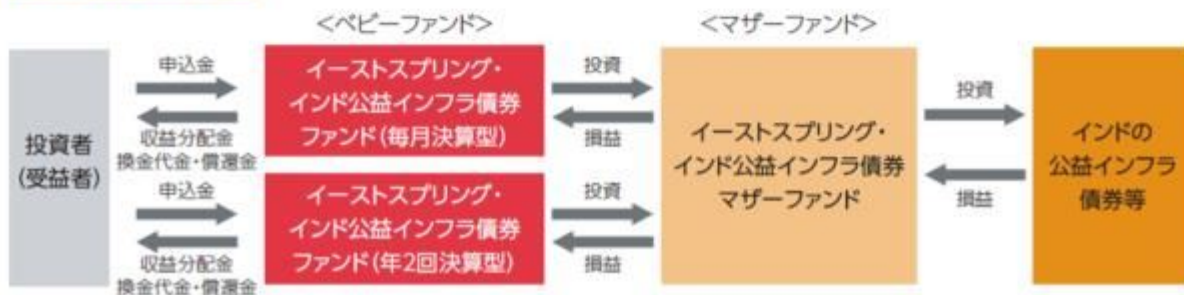 <ベビーファンド>
<マザーファンド>
投資者
(受益者)
申込金
収益分配金
換金代金・償還金
イーストスプリング・
インド公益インフラ債券
ファンド(毎月決算型)
投資
損益
申込金
収益分配金
換金代金・償還金
イーストスプリング・
インド公益インフラ債券
ファンド(年2回決算型)
投資
損益
イーストスプリング・
インド公益インフラ債券
マザーファンド
投資
損益
インドの
公益インフラ
債券等